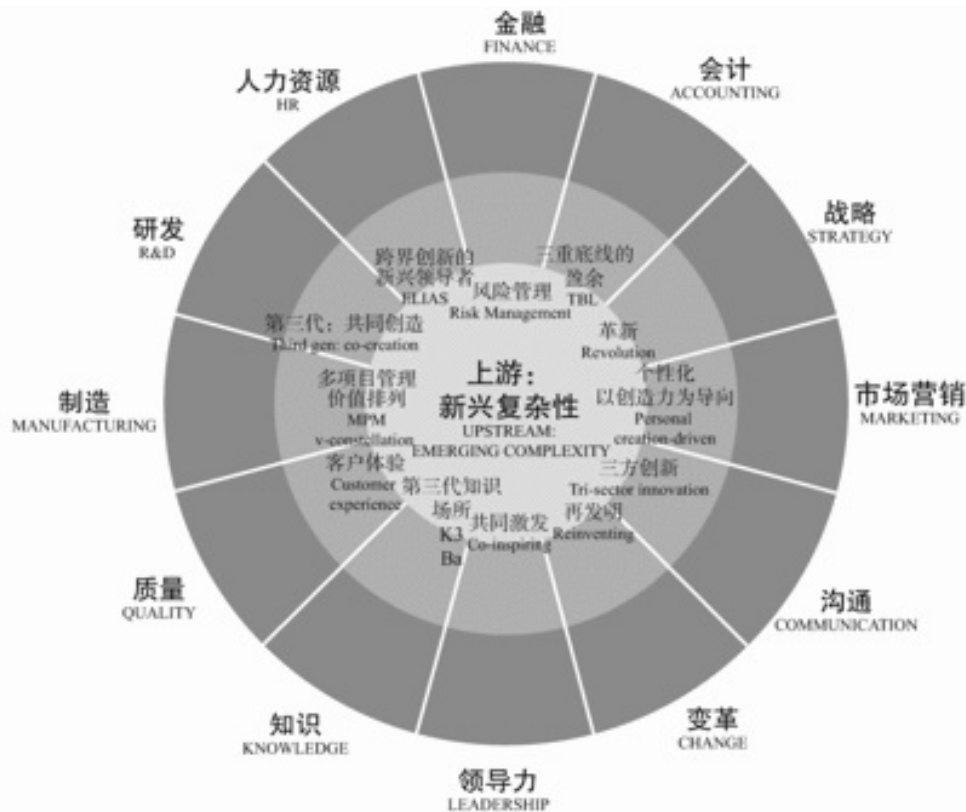 金融
FINANCE
会计
ACCOUNTING
战略
STRATEGY
市场营销
MARKETING
沟通
COMMUNICATION
变革
CHANGE
领导力
LEADERSHIP
知识
KNOWLEDGE
质量
QUALITY
制造
MANUFACTURING
研发
R&D
人力资源
HR
风险管理
Risk Management
三重底线的
盈余
TBL
革新
Revolution
个性化
以创造力为导向
Personal
creation-driven
三方创新
Tri-sector innovation
再发明
Reinventing
共同激发
Co-inspiring
第三代知识
场所
K3
Ba
客户体验
Customer
experience
多项目管理
价值排列
MPM
v-constellation
第三代：共同创造
Third gen: co-creation
跨界创新的
新兴领导者
ELIAS
上游：
新兴复杂性
UPSTREAM:
EMERGING COMPLEXITY